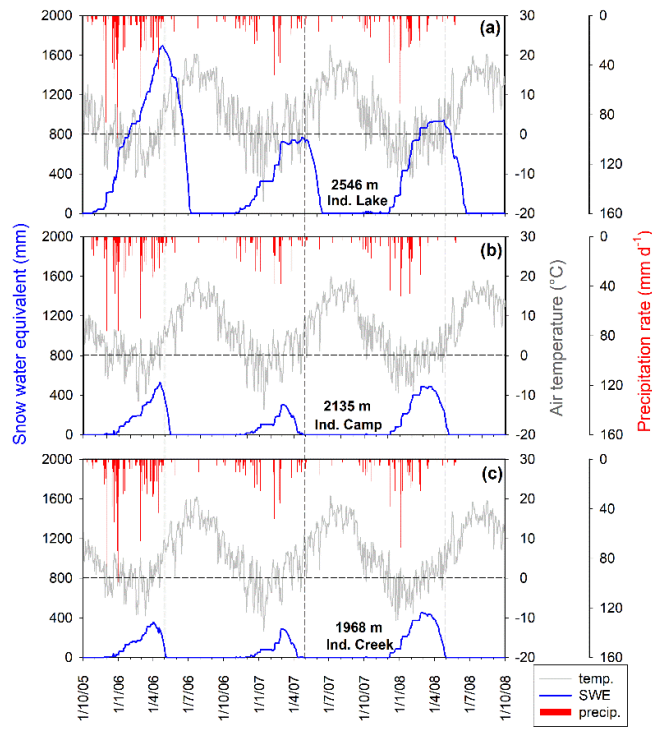 2000 30 0
(a)
1600 20 40
1200 10
800 0 80
400 -10 120
2546 m
Ind. Lake
0 -20 160
2000 30 0
(b)
1600 20 40
1200 10
800 0 80
400 -10 120
2135 m
Ind. Camp
0 -20 160
2000 30 0
(c)
1600 20 40
1200 10
800 0 80
400 -10 120
1968 m
Ind. Creek
0 -20 160
Snow water equivalent (mm)
Air temperature (°C)
Precipitation rate (mm d⁻¹)
1/10/05
1/1/06
1/4/06
1/7/06
1/10/06
1/1/07
1/4/07
1/7/07
1/10/07
1/1/08
1/4/08
1/7/08
1/10/08
temp.
SWE
precip.